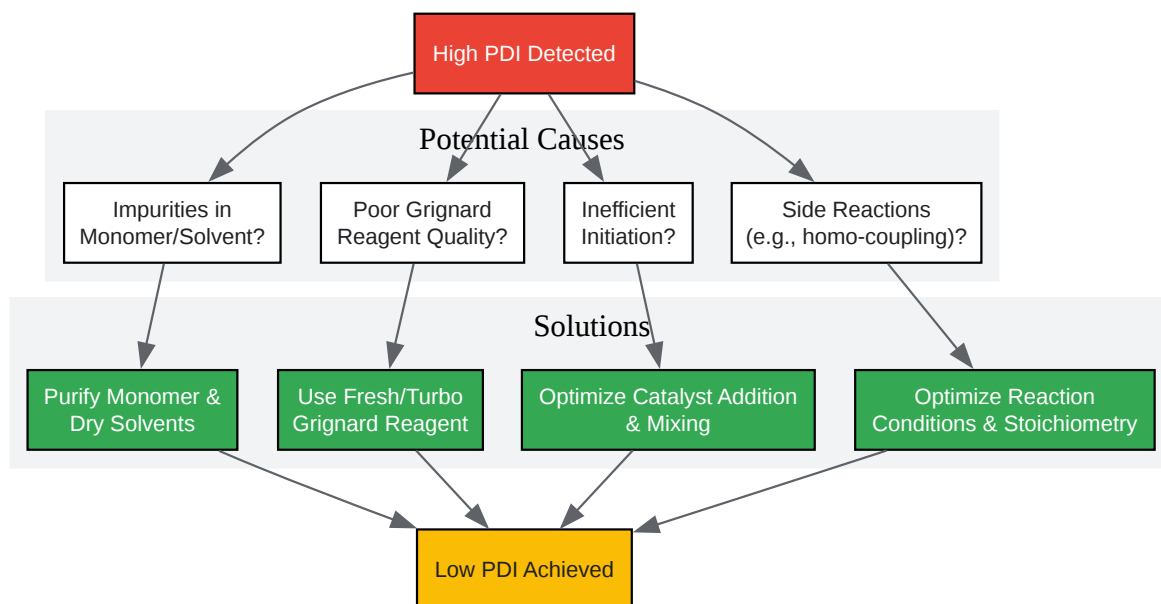 High PDI Detected
Potential Causes
Impurities in
Monomer/Solvent?
Poor Grignard
Reagent Quality?
Inefficient
Initiation?
Side Reactions
(e.g., homo-coupling)?
Solutions
Purify Monomer &
Dry Solvents
Use Fresh/Turbo
Grignard Reagent
Optimize Catalyst Addition
& Mixing
Optimize Reaction
Conditions & Stoichiometry
Low PDI Achieved